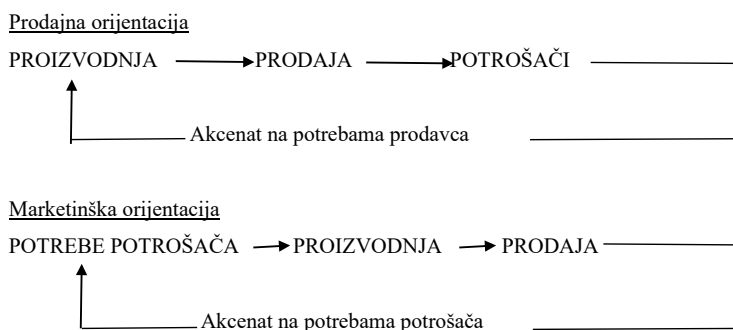 Prodajna orijentacija
PROIZVODNJA PRODAJA POTROŠAČI
Akcenat na potrebama prodavca
Marketinška orijentacija
POTREBE POTROŠAČA PROIZVODNJA PRODAJA
Akcenat na potrebama potrošača